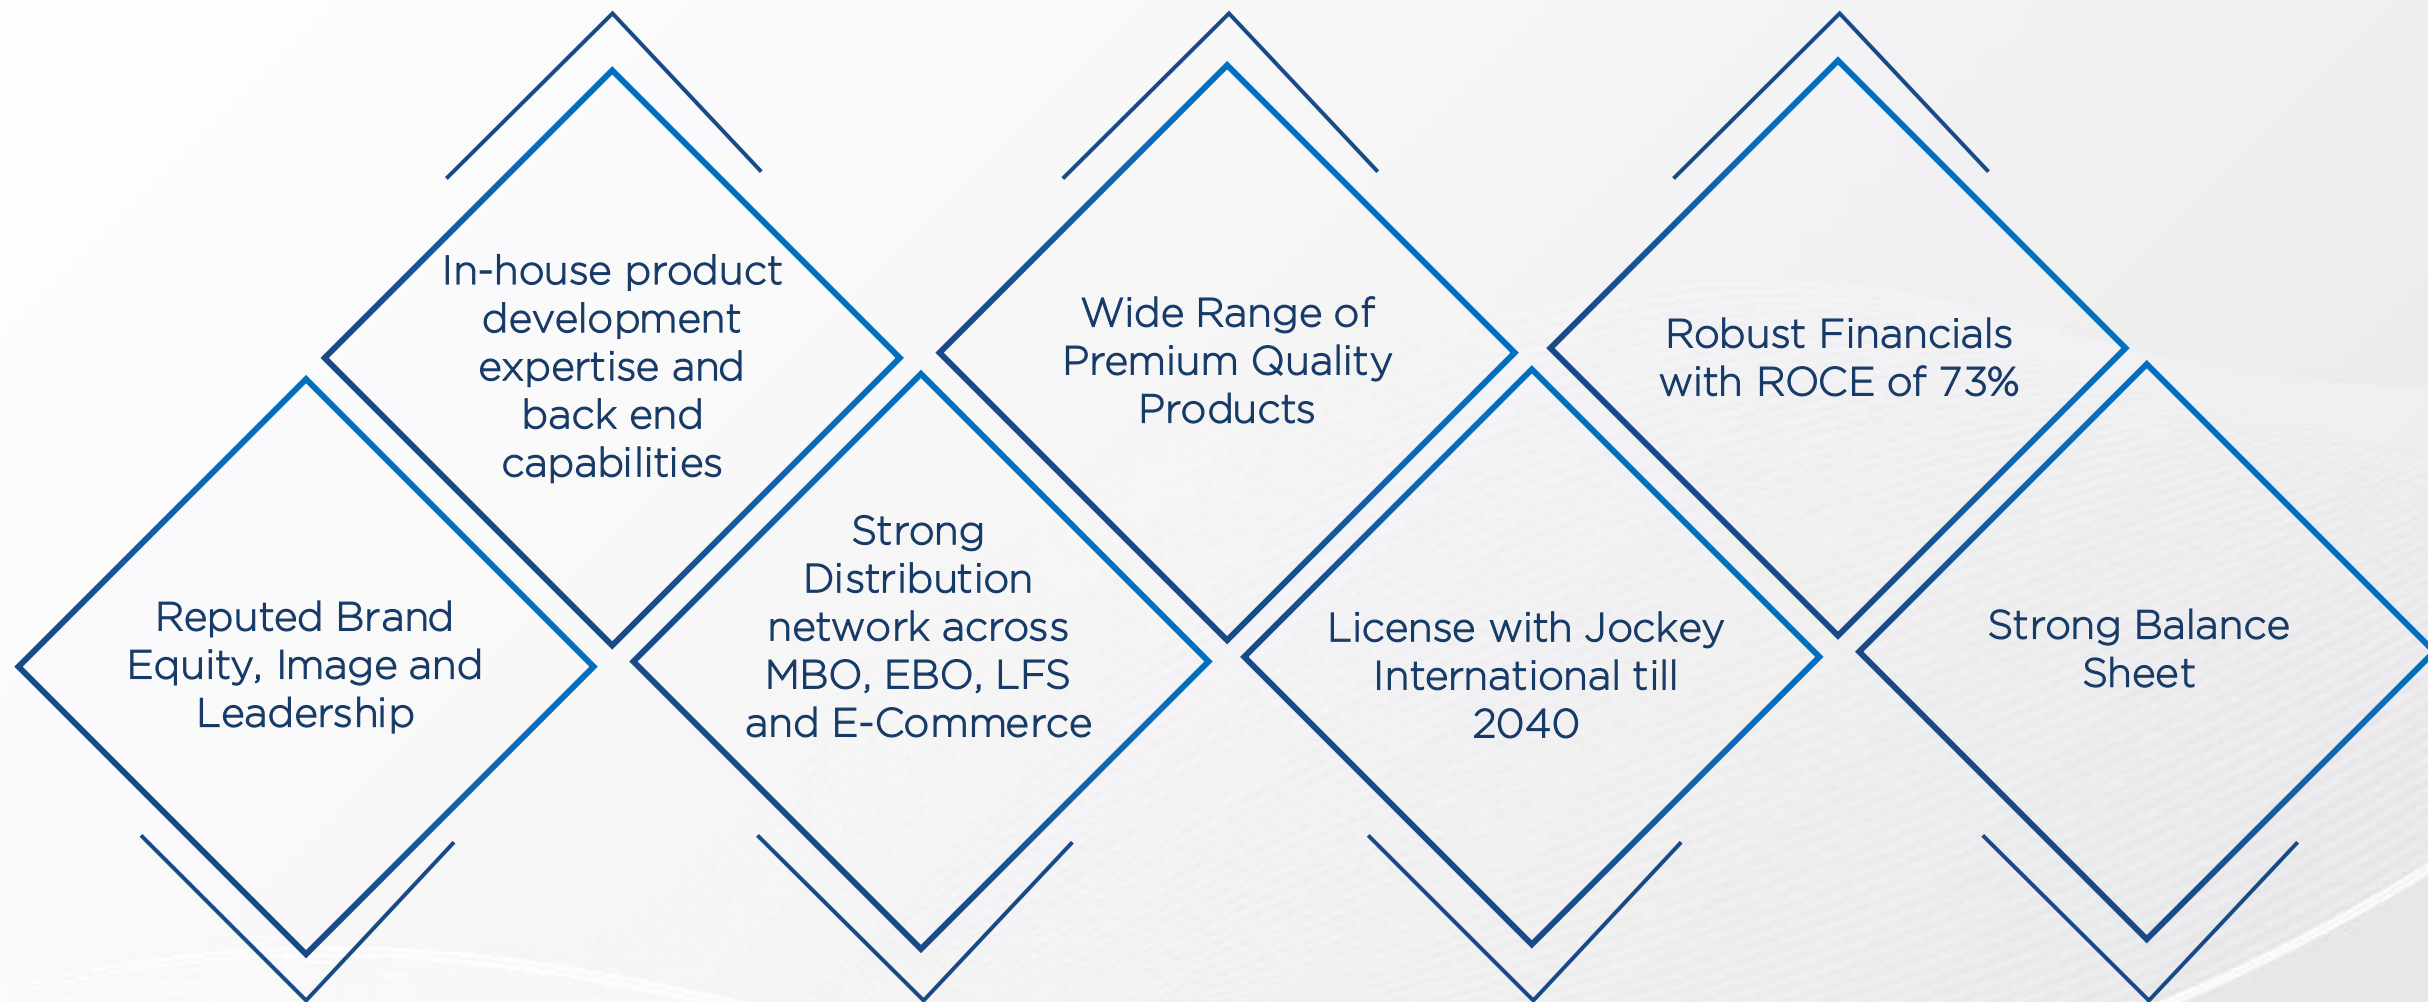 Reputed Brand
Equity, Image and
Leadership
In-house product
development
expertise and
back end
capabilities
Strong
Distribution
network across
MBO, EBO, LFS
and E-Commerce
Wide Range of
Premium Quality
Products
License with Jockey
International till
2040
Robust Financials
with ROCE of 73%
Strong Balance
Sheet